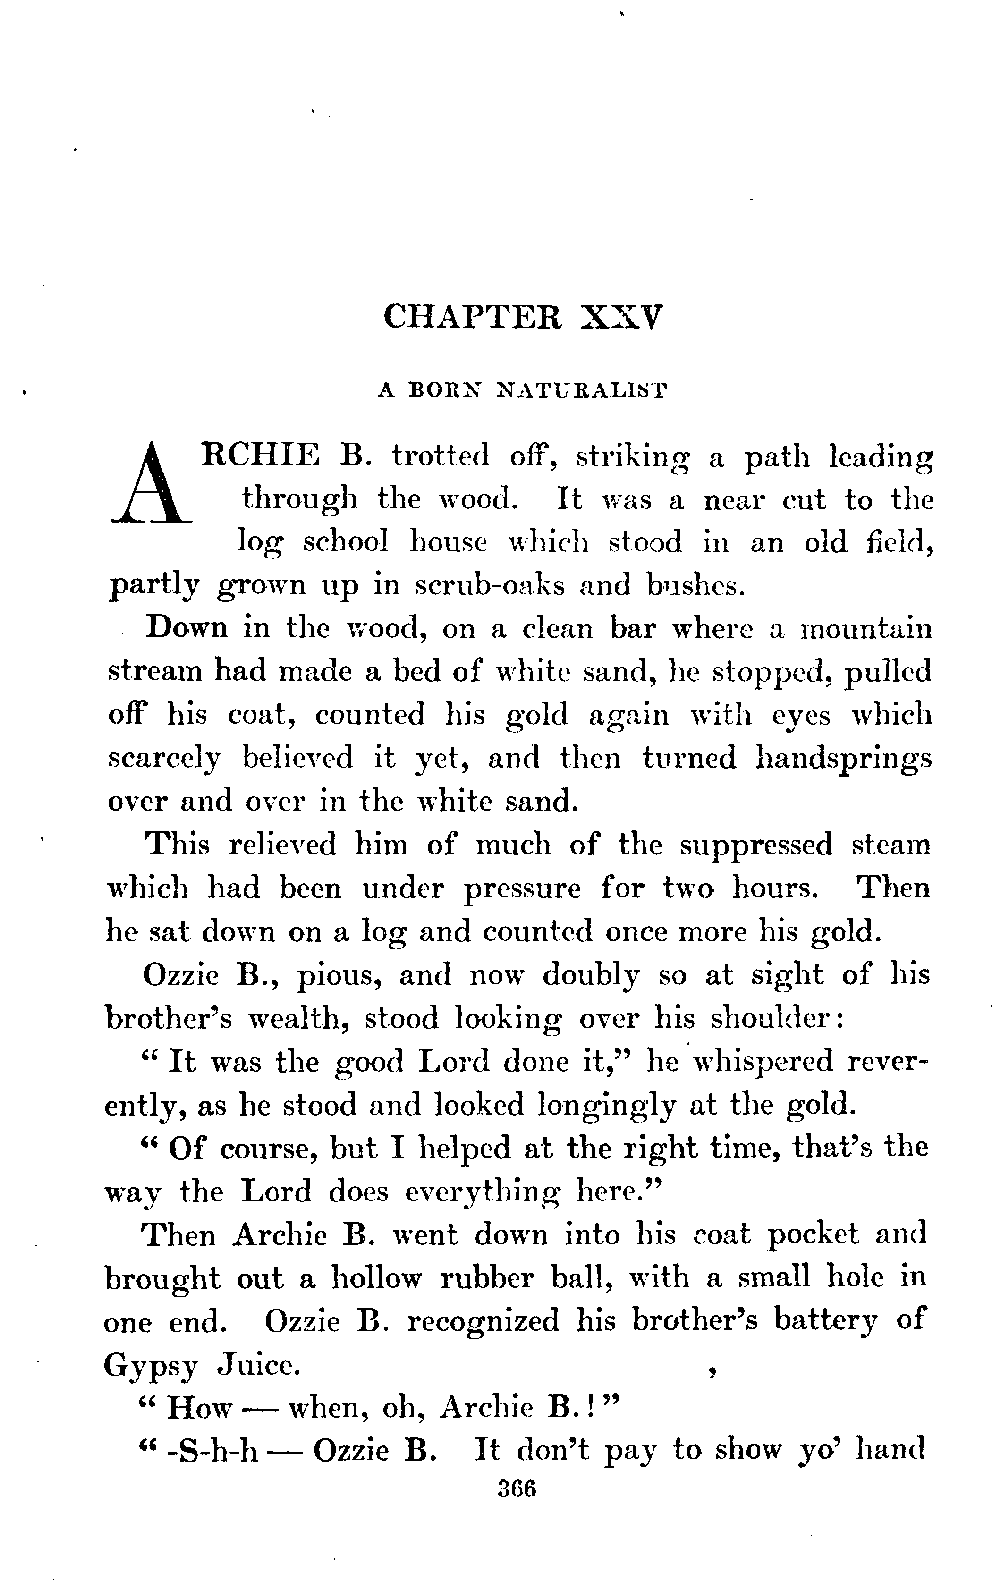 CHAPTER XXV
A BORN NATURALIST
ARCHIE B. trotted off, striking a path leading
through the wood. It was a near cut to the
log school house which stood in an old field,
partly grown up in scrub-oaks and bushes.
Down in the wood, on a clean bar where a mountain
stream had made a bed of white sand, he stopped, pulled
off his coat, counted his gold again with eyes which
scarcely believed it yet, and then turned handsprings
over and over in the white sand.
This relieved him of much of the suppressed steam
which had been under pressure for two hours. Then
he sat down on a log and counted once more his gold.
Ozzie B., pious, and now doubly so at sight of his
brother's wealth, stood looking over his shoulder:
" It was the good Lord done it," he whispered rever-
ently, as he stood and looked longingly at the gold.
" Of course, but I helped at the right time, that's the
way the Lord does everything here."
Then Archie B. went down into his coat pocket and
brought out a hollow rubber ball, with a small hole in
one end. Ozzie B. recognized his brother's battery of
Gypsy Juice.
" How — when, oh, Archie B.! "
" -S-h-h — Ozzie B. It don't pay to show yo' hand
366